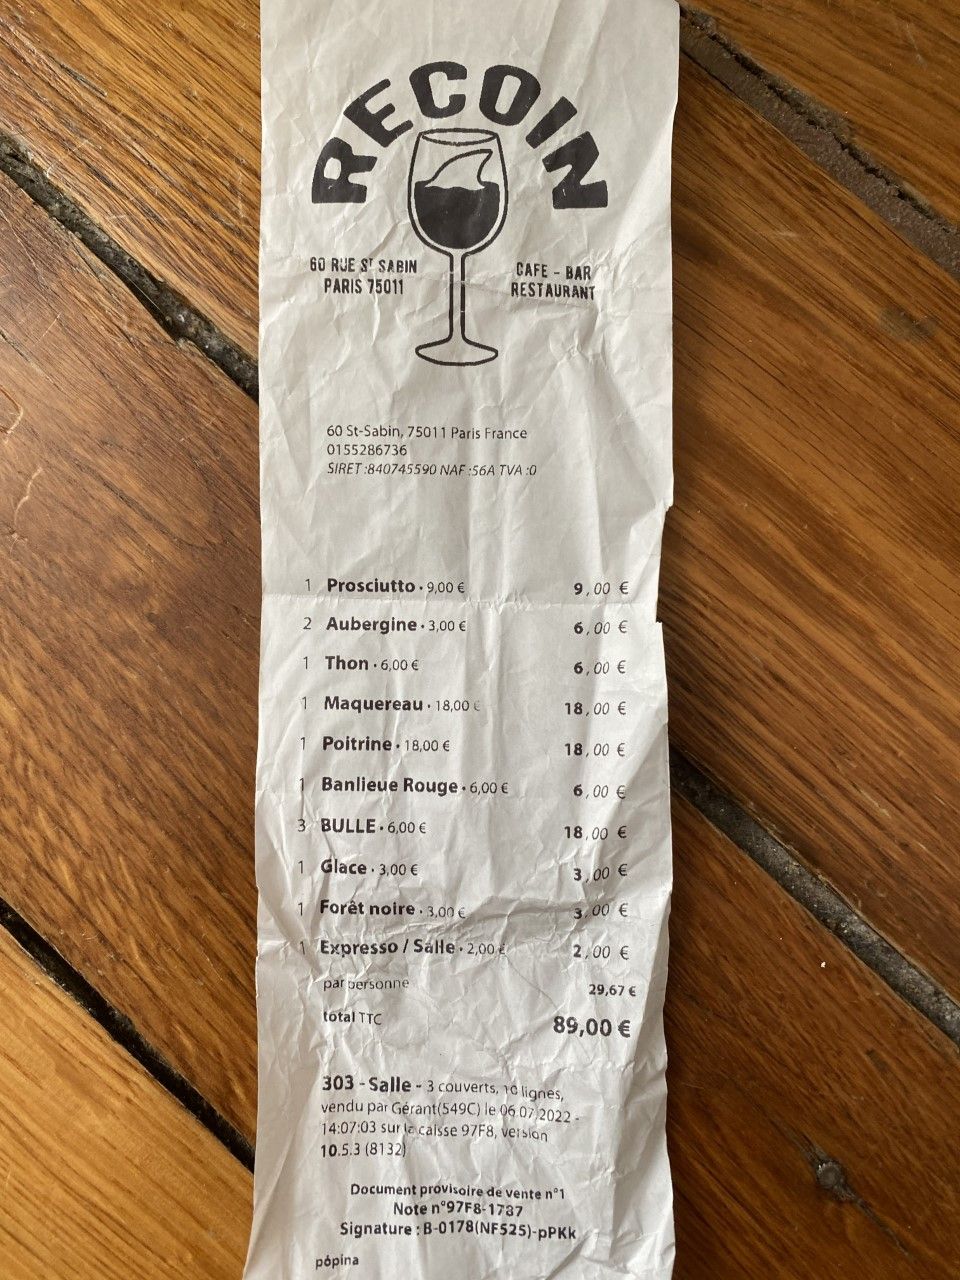 RECOIN
60 RUE ST SABIN
PARIS 75011
CAFE - BAR
RESTAURANT
60 St-Sabin, 75011 Paris France
0155286736
SIRET :840745590 NAF :56A TVA :0
1 Prosciutto • 9,00 € 9,00 €
2 Aubergine • 3,00 € 6,00 €
1 Thon • 6,00 € 6,00 €
1 Maquereau • 18,00 € 18,00 €
1 Poitrine • 18,00 € 18,00 €
1 Banlieue Rouge • 6,00 € 6,00 €
3 BULLE • 6,00 € 18,00 €
1 Glace • 3,00 € 3,00 €
1 Forêt noire • 3,00 € 3,00 €
1 Expresso / Salle • 2,00 € 2,00 €
par personne 29,67 €
total TTC 89,00 €
303 - Salle - 3 couverts, 10 lignes,
vendu par Gérant(549C) le 06.07.2022 -
14:07:03 sur la caisse 97F8, version
10.5.3 (8132)
Document provisoire de vente n°1
Note n°97F8-1787
Signature : B-0178(NF525)-pPKk
pópina